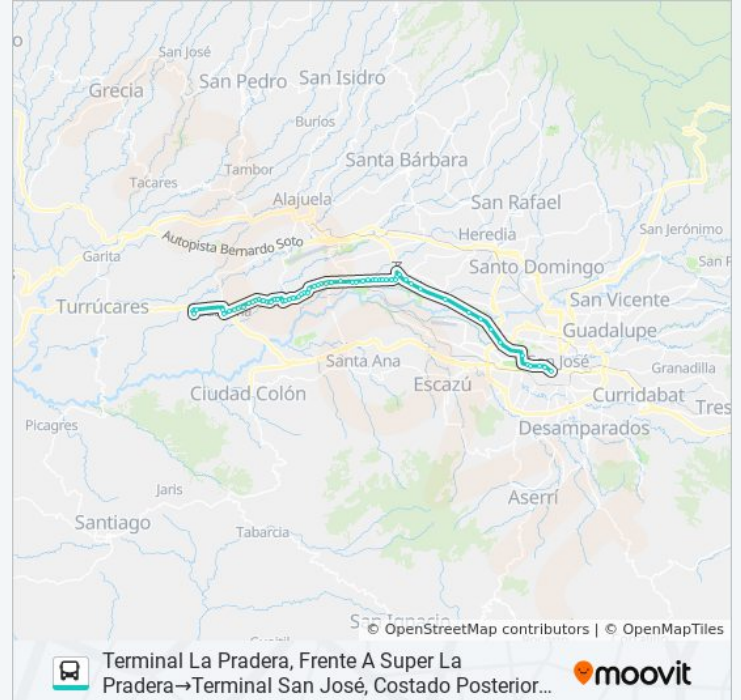 San José
San Pedro
San Isidro
Grecia
Buríos
Santa Bárbara
Tambor
Tacares
Alajuela
San Rafael
Autopista Bernardo Soto
Heredia
San Jerónimo
Garita
Santo Domingo
San
Turrúcares
San Vicente
Guadalupe
Santa Ana
José
Granadilla
Escazú
Ciudad Colón
Curridabat
Tres
Picagres
Desamparados
Jaris
Aserrí
Santiago
Tabarcia
San Ignacio
© OpenStreetMap contributors | © OpenMapTiles
Terminal La Pradera, Frente A Super La
Pradera→Terminal San José, Costado Posterior...
moovit